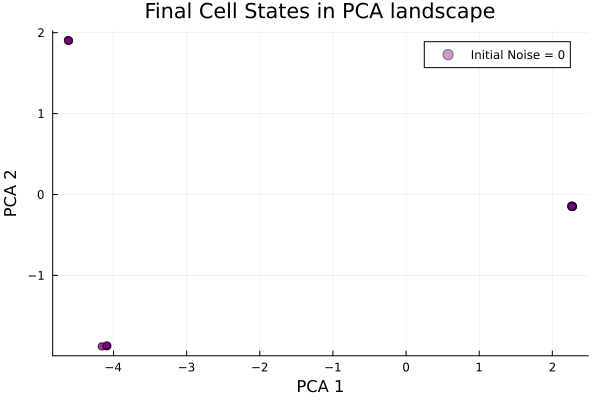 Final Cell States in PCA landscape
Initial Noise = 0
PCA 2
2
1
0
−1
−4
−3
−2
−1
0
1
2
PCA 1